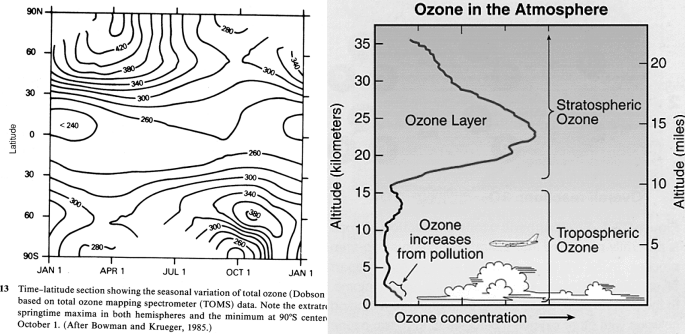 90N
60
30
0
30
60
90S
Latitude
JAN 1
APR 1
JUL 1
OCT 1
JAN 1
280
340
420
380
340
300
300
260
<240
260
260
300
300
340
380
300
260
280
13 Time–latitude section showing the seasonal variation of total ozone (Dobson
based on total ozone mapping spectrometer (TOMS) data. Note the extratro
springtime maxima in both hemispheres and the minimum at 90°S centere
October 1. (After Bowman and Krueger, 1985.)
Ozone in the Atmosphere
Altitude (kilometers)
35
30
25
20
15
10
5
0
Ozone Layer
Stratospheric
Ozone
Tropospheric
Ozone
Ozone
increases
from pollution
20
15
10
5
Altitude (miles)
Ozone concentration